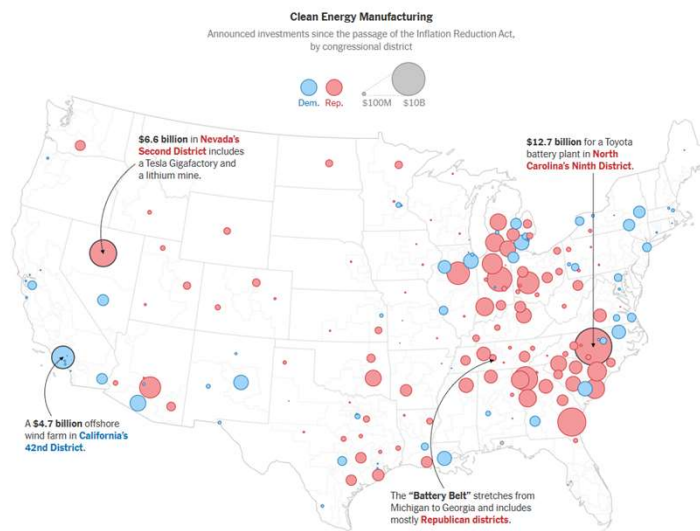 Clean Energy Manufacturing
Announced investments since the passage of the Inflation Reduction Act,
by congressional district
Dem. Rep. $100M $10B
$6.6 billion in Nevada's
Second District includes
a Tesla Gigafactory and
a lithium mine.
$12.7 billion for a Toyota
battery plant in North
Carolina's Ninth District.
A $4.7 billion offshore
wind farm in California's
42nd District.
The “Battery Belt” stretches from
Michigan to Georgia and includes
mostly Republican districts.